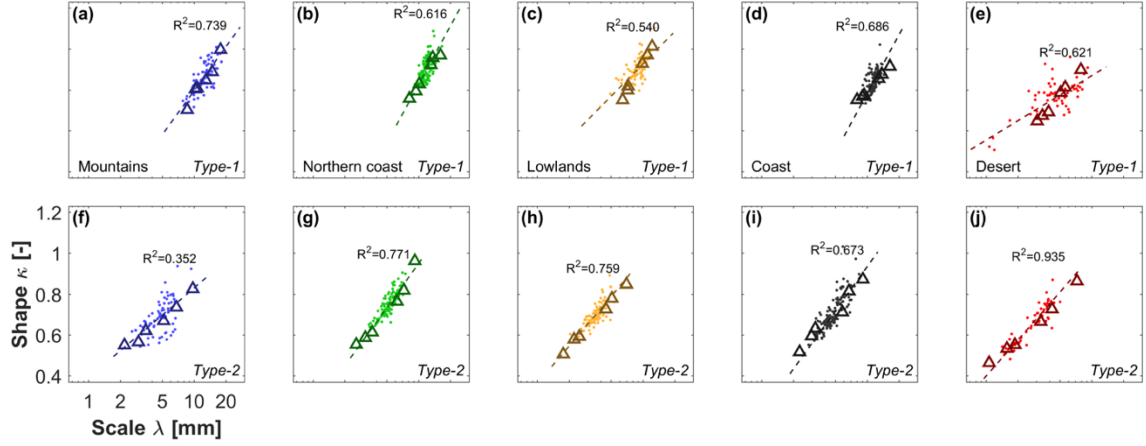 (a)
R²=0.739
Mountains
Type-1
(b)
R²=0.616
Northern coast
Type-1
(c)
R²=0.540
Lowlands
Type-1
(d)
R²=0.686
Coast
Type-1
(e)
R²=0.621
Desert
Type-1
Shape κ [-]
1.2
1
0.8
0.6
0.4
(f)
R²=0.352
Type-2
(g)
R²=0.771
Type-2
(h)
R²=0.759
Type-2
(i)
R²=0.673
Type-2
(j)
R²=0.935
Type-2
1 2 5 10 20
Scale λ [mm]